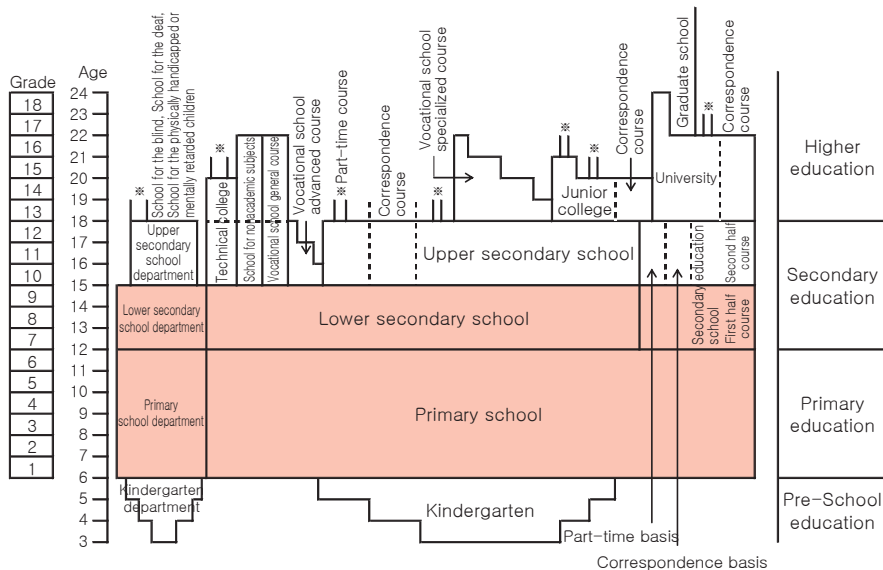 Grade
18
17
16
15
14
13
12
11
10
9
8
7
6
5
4
3
2
1
Age
24
23
22
21
20
19
18
17
16
15
14
13
12
11
10
9
8
7
6
5
4
3
※
School for the blind, School for the deaf,
School for the physically handicapped or
mentally retarded children
Upper
secondary
school
department
Lower secondary
school department
Primary
school department
Kindergarten
department
※
Technical college
School for nonacademic subjects
Vocational school general course
Vocational school
advanced course
※
Part-time course
Correspondence
course
※
Vocational school
specialized course
※
※
Junior
college
Correspondence
course
University
Graduate school
※
Correspondence
course
Upper secondary school
Secondary education
school
Second half
course
First half
course
Lower secondary school
Primary school
Kindergarten
Part-time basis
Correspondence basis
Higher
education
Secondary
education
Primary
education
Pre-School
education